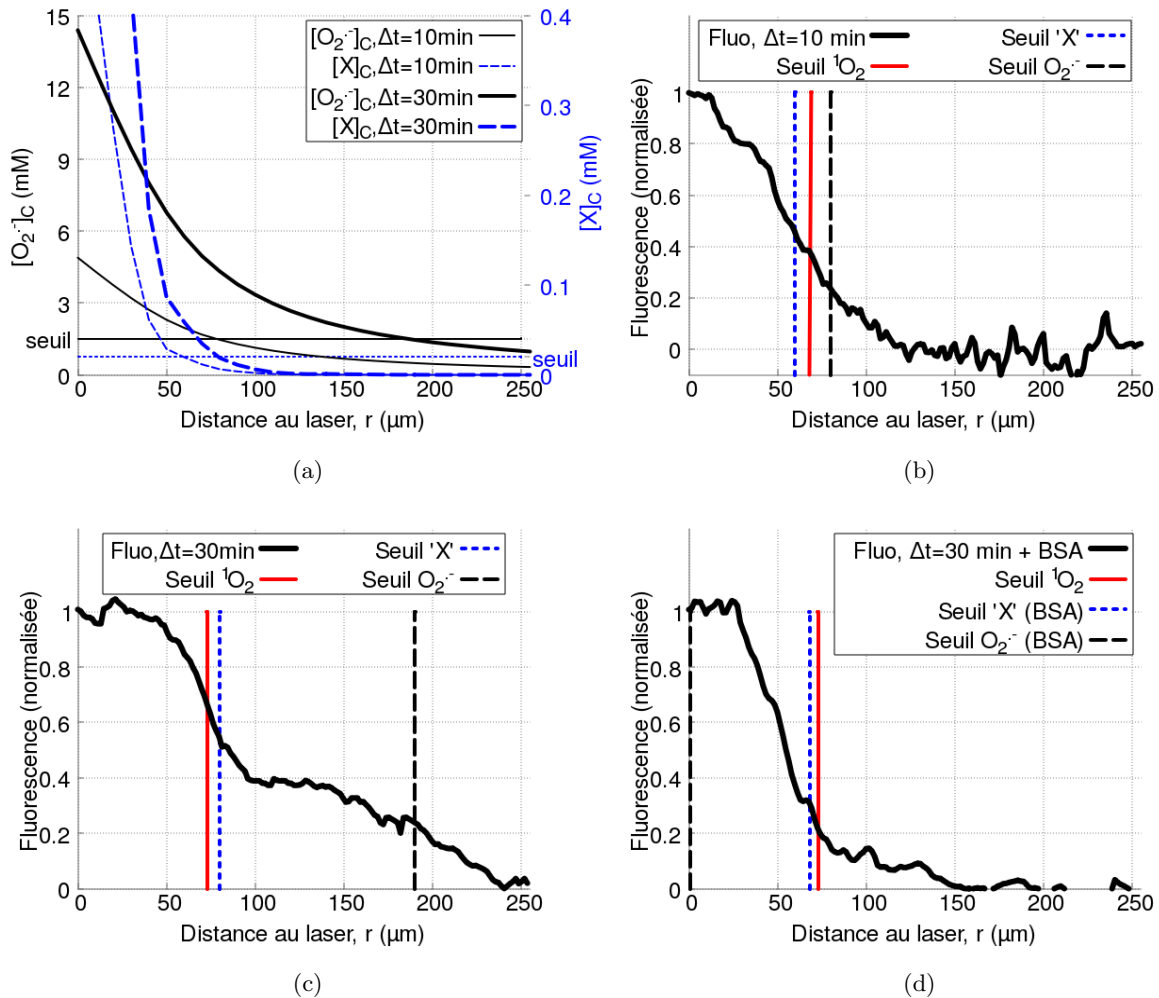 15
12
9
6
3
0
seuil
[O₂·⁻]C (mM)
[O₂·⁻]C,Δt=10min
[X]C,Δt=10min
[O₂·⁻]C,Δt=30min
[X]C,Δt=30min
0.4
0.3
0.2
0.1
0
seuil
[X]C (mM)
0 50 100 150 200 250
Distance au laser, r (µm)
(a)
Fluo, Δt=10 min
Seuil ¹O₂
Seuil 'X'
Seuil O₂·⁻
1
0.8
0.6
0.4
0.2
0
Fluorescence (normalisée)
0 50 100 150 200 250
Distance au laser, r (µm)
(b)
Fluo,Δt=30min
Seuil ¹O₂
Seuil 'X'
Seuil O₂·⁻
1
0.8
0.6
0.4
0.2
0
Fluorescence (normalisée)
0 50 100 150 200 250
Distance au laser, r (µm)
(c)
Fluo, Δt=30 min + BSA
Seuil ¹O₂
Seuil 'X' (BSA)
Seuil O₂·⁻ (BSA)
1
0.8
0.6
0.4
0.2
0
Fluorescence (normalisée)
0 50 100 150 200 250
Distance au laser, r (µm)
(d)